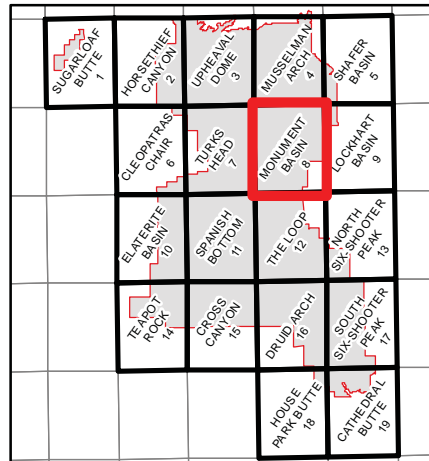 SUGARLOAF
BUTTE
1
HORSETHIEF
CANYON
2
UPHEAVAL
DOME
3
MUSSELMAN
ARCH
4
SHAFER
BASIN
5
CLEOPATRAS
CHAIR
6
TURKS
HEAD
7
MONUMENT
BASIN
8
LOCKHART
BASIN
9
ELATERITE
BASIN
10
SPANISH
BOTTOM
11
THE LOOP
12
NORTH
SIX-SHOOTER
PEAK
13
TEAPOT
ROCK
14
CROSS
CANYON
15
DRUID ARCH
16
SOUTH
SIX-SHOOTER
PEAK
17
HOUSE
PARK BUTTE
18
CATHEDRAL
BUTTE
19